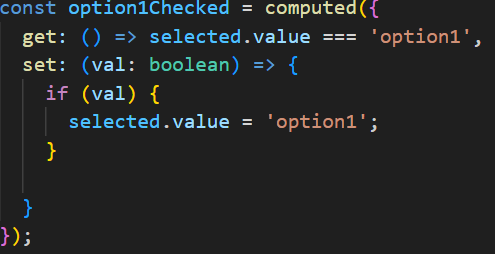 const option1Checked = computed({
  get: () => selected.value === 'option1',
  set: (val: boolean) => {
    if (val) {
      selected.value = 'option1';
    }

  }
});